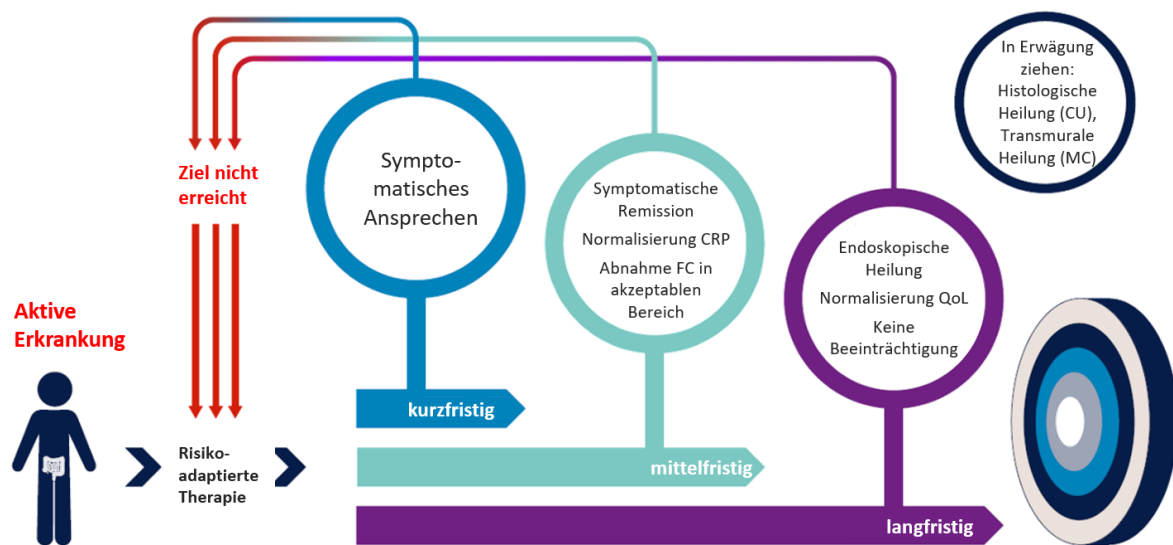 In Erwägung
ziehen:
Histologische
Heilung (CU),
Transmurale
Heilung (MC)
Ziel nicht
erreicht
Sympto-
matisches
Ansprechen
Symptomatische
Remission
Normalisierung CRP
Abnahme FC in
akzeptablen
Bereich
Endoskopische
Heilung
Normalisierung QoL
Keine
Beeinträchtigung
Aktive
Erkrankung
kurzfristig
Risiko-
adaptierte
Therapie
mittelfristig
langfristig